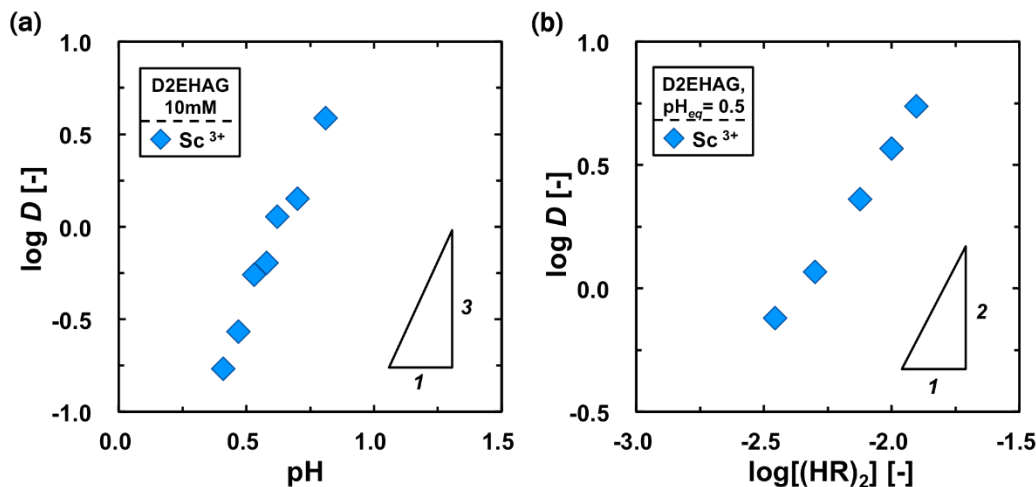 (a)
1.0
0.5
0.0
-0.5
-1.0
log D [-]
D2EHAG
10mM
Sc 3+
3
1
0.0
0.5
1.0
1.5
pH
(b)
1.0
0.5
0.0
-0.5
log D [-]
D2EHAG,
pHeq= 0.5
Sc 3+
2
1
-3.0
-2.5
-2.0
-1.5
log[(HR)2] [-]